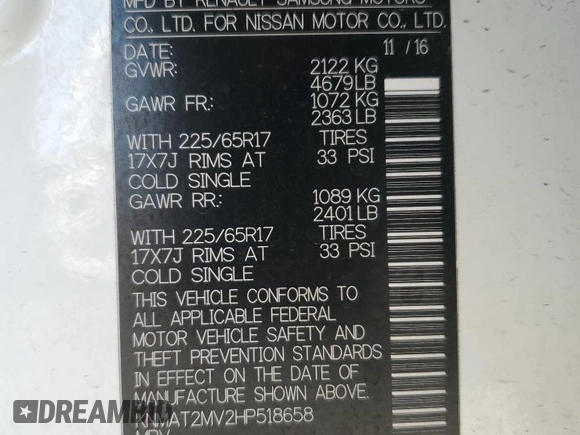 MFD BY RENAULT SAMSUNG MOTORS
CO., LTD. FOR NISSAN MOTOR CO., LTD.
DATE: 11 / 16
GVWR: 2122 KG
4679 LB
GAWR FR: 1072 KG
2363 LB
WITH 225/65R17 TIRES
17X7J RIMS AT 33 PSI
COLD SINGLE
GAWR RR: 1089 KG
2401 LB
WITH 225/65R17 TIRES
17X7J RIMS AT 33 PSI
COLD SINGLE
THIS VEHICLE CONFORMS TO
ALL APPLICABLE FEDERAL
MOTOR VEHICLE SAFETY AND
THEFT PREVENTION STANDARDS
IN EFFECT ON THE DATE OF
MANUFACTURE SHOWN ABOVE.
KNMAT2MV2HP518658
MPV
DREAMBID